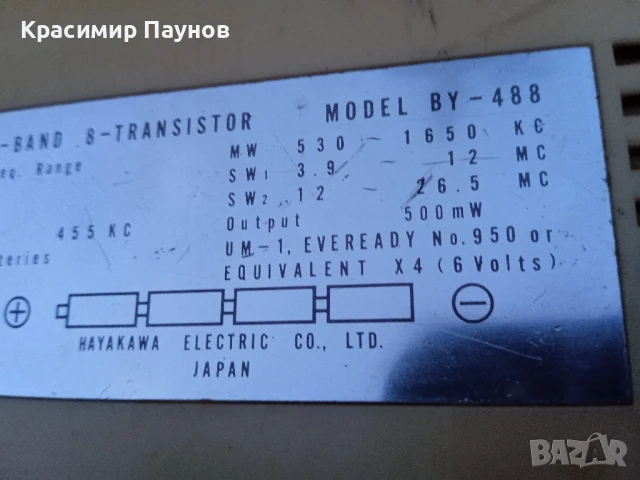 Красимир Паунов
-BAND 8-TRANSISTOR MODEL BY-488
Range MW 530 - 1650 KC
SW1 3.9 - 12 MC
SW2 12 - 26.5 MC
455 KC Output 500mW
UM-1, EVEREADY No.950 or
EQUIVALENT X4 (6 Volts)
+ −
HAYAKAWA ELECTRIC CO., LTD.
JAPAN
BAZAR